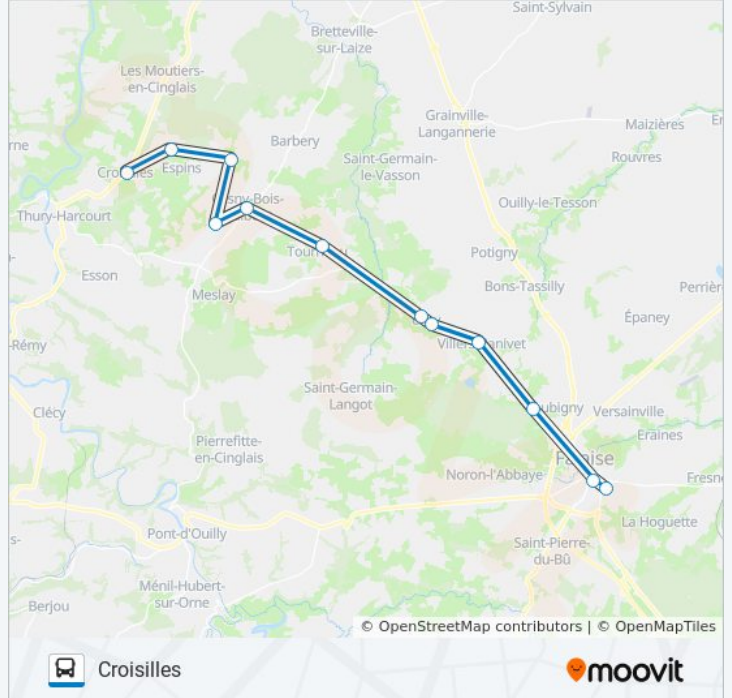 Saint-Sylvain
Bretteville-
sur-Laize
Les Moutiers-
en-Cinglais
Grainville-
Langannerie
Maizières
Barbery
Saint-Germain-
le-Vasson
Rouvres
Espins
Ouilly-le-Tesson
Thury-Harcourt
Potigny
Esson
Bons-Tassilly
Meslay
Épaney
Saint-Germain-
Langot
Clécy
Versainville
Eraines
Pierrefitte-
en-Cinglais
Noron-l'Abbaye
La Hoguette
Pont-d'Ouilly
Saint-Pierre-
du-Bû
Ménil-Hubert-
sur-Orne
Berjou
© OpenStreetMap contributors | © OpenMapTiles
Croisilles
moovit